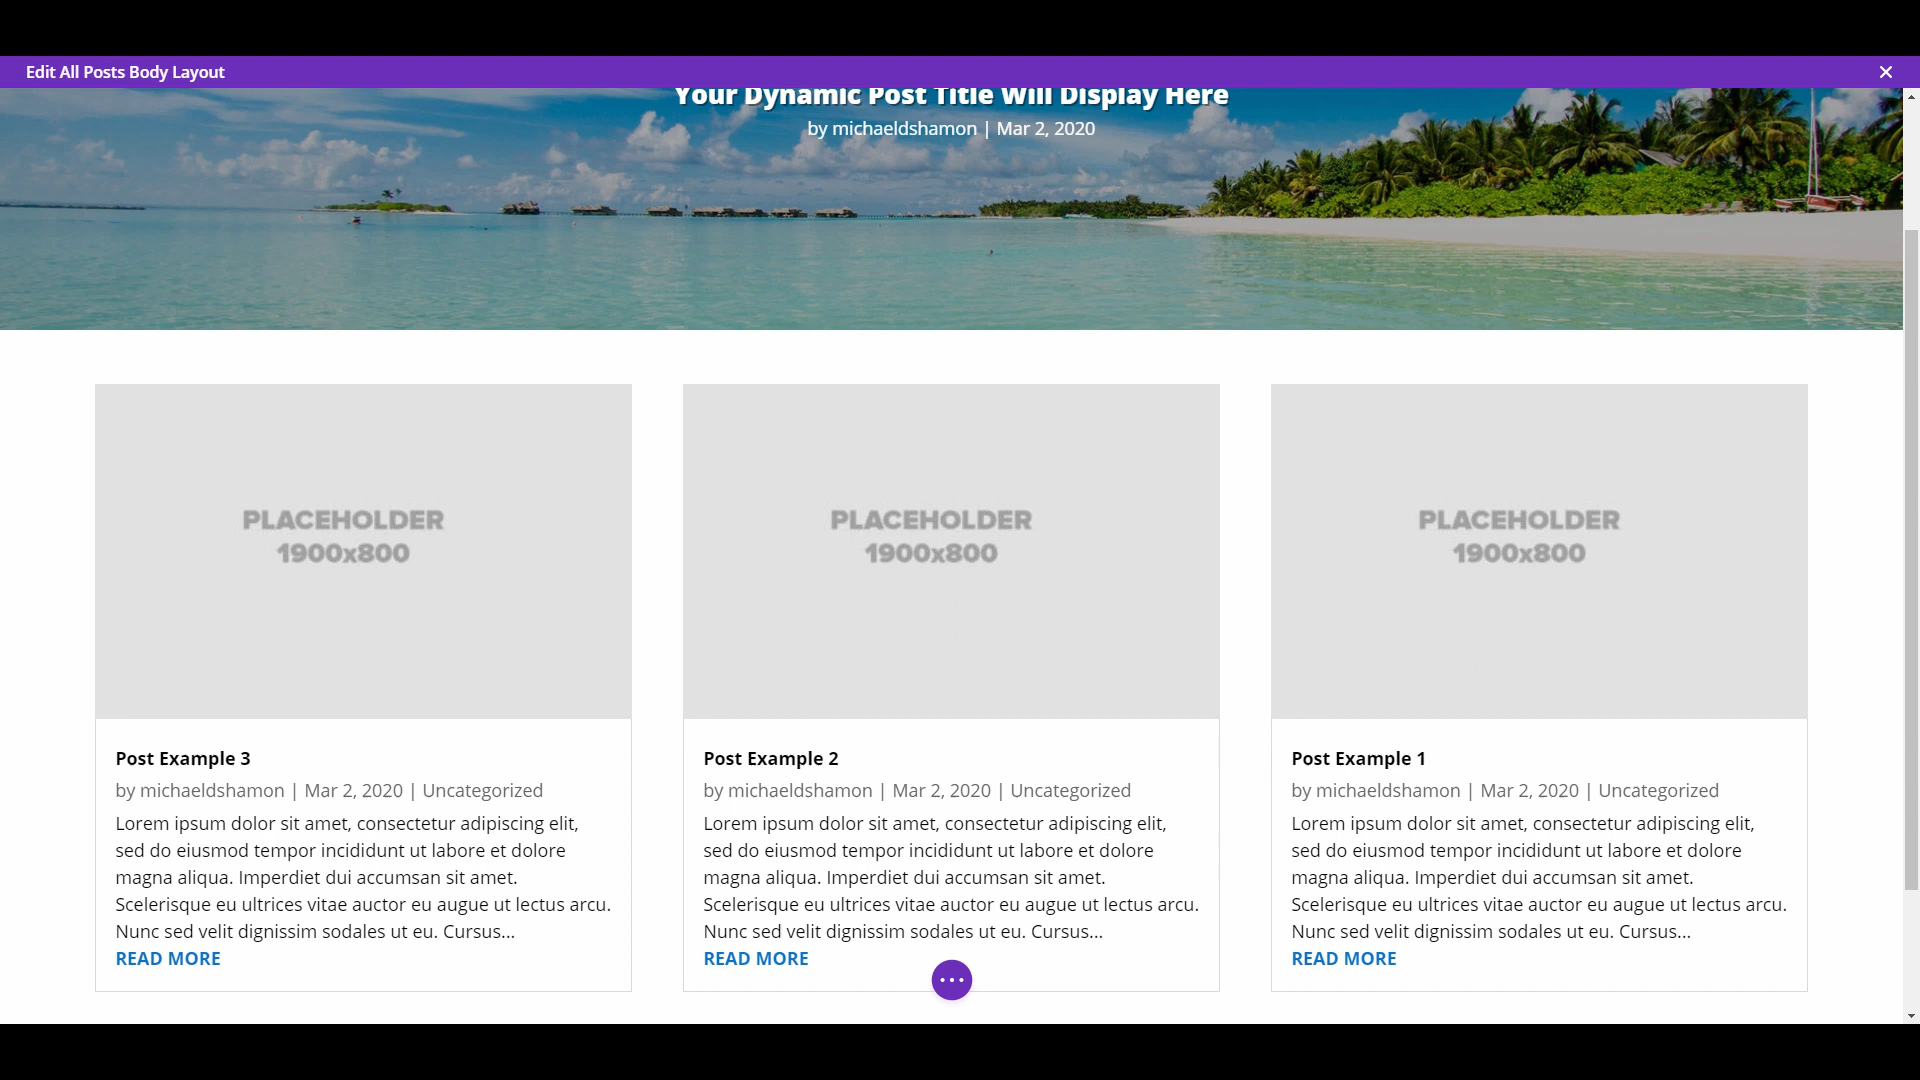 Edit All Posts Body Layout
Your Dynamic Post Title Will Display Here
by michaeldshamon | Mar 2, 2020
PLACEHOLDER
1900x800
Post Example 3
by michaeldshamon | Mar 2, 2020 | Uncategorized
Lorem ipsum dolor sit amet, consectetur adipiscing elit,
sed do eiusmod tempor incididunt ut labore et dolore
magna aliqua. Imperdiet dui accumsan sit amet.
Scelerisque eu ultrices vitae auctor eu augue ut lectus arcu.
Nunc sed velit dignissim sodales ut eu. Cursus...
READ MORE
PLACEHOLDER
1900x800
Post Example 2
by michaeldshamon | Mar 2, 2020 | Uncategorized
Lorem ipsum dolor sit amet, consectetur adipiscing elit,
sed do eiusmod tempor incididunt ut labore et dolore
magna aliqua. Imperdiet dui accumsan sit amet.
Scelerisque eu ultrices vitae auctor eu augue ut lectus arcu.
Nunc sed velit dignissim sodales ut eu. Cursus...
READ MORE
PLACEHOLDER
1900x800
Post Example 1
by michaeldshamon | Mar 2, 2020 | Uncategorized
Lorem ipsum dolor sit amet, consectetur adipiscing elit,
sed do eiusmod tempor incididunt ut labore et dolore
magna aliqua. Imperdiet dui accumsan sit amet.
Scelerisque eu ultrices vitae auctor eu augue ut lectus arcu.
Nunc sed velit dignissim sodales ut eu. Cursus...
READ MORE